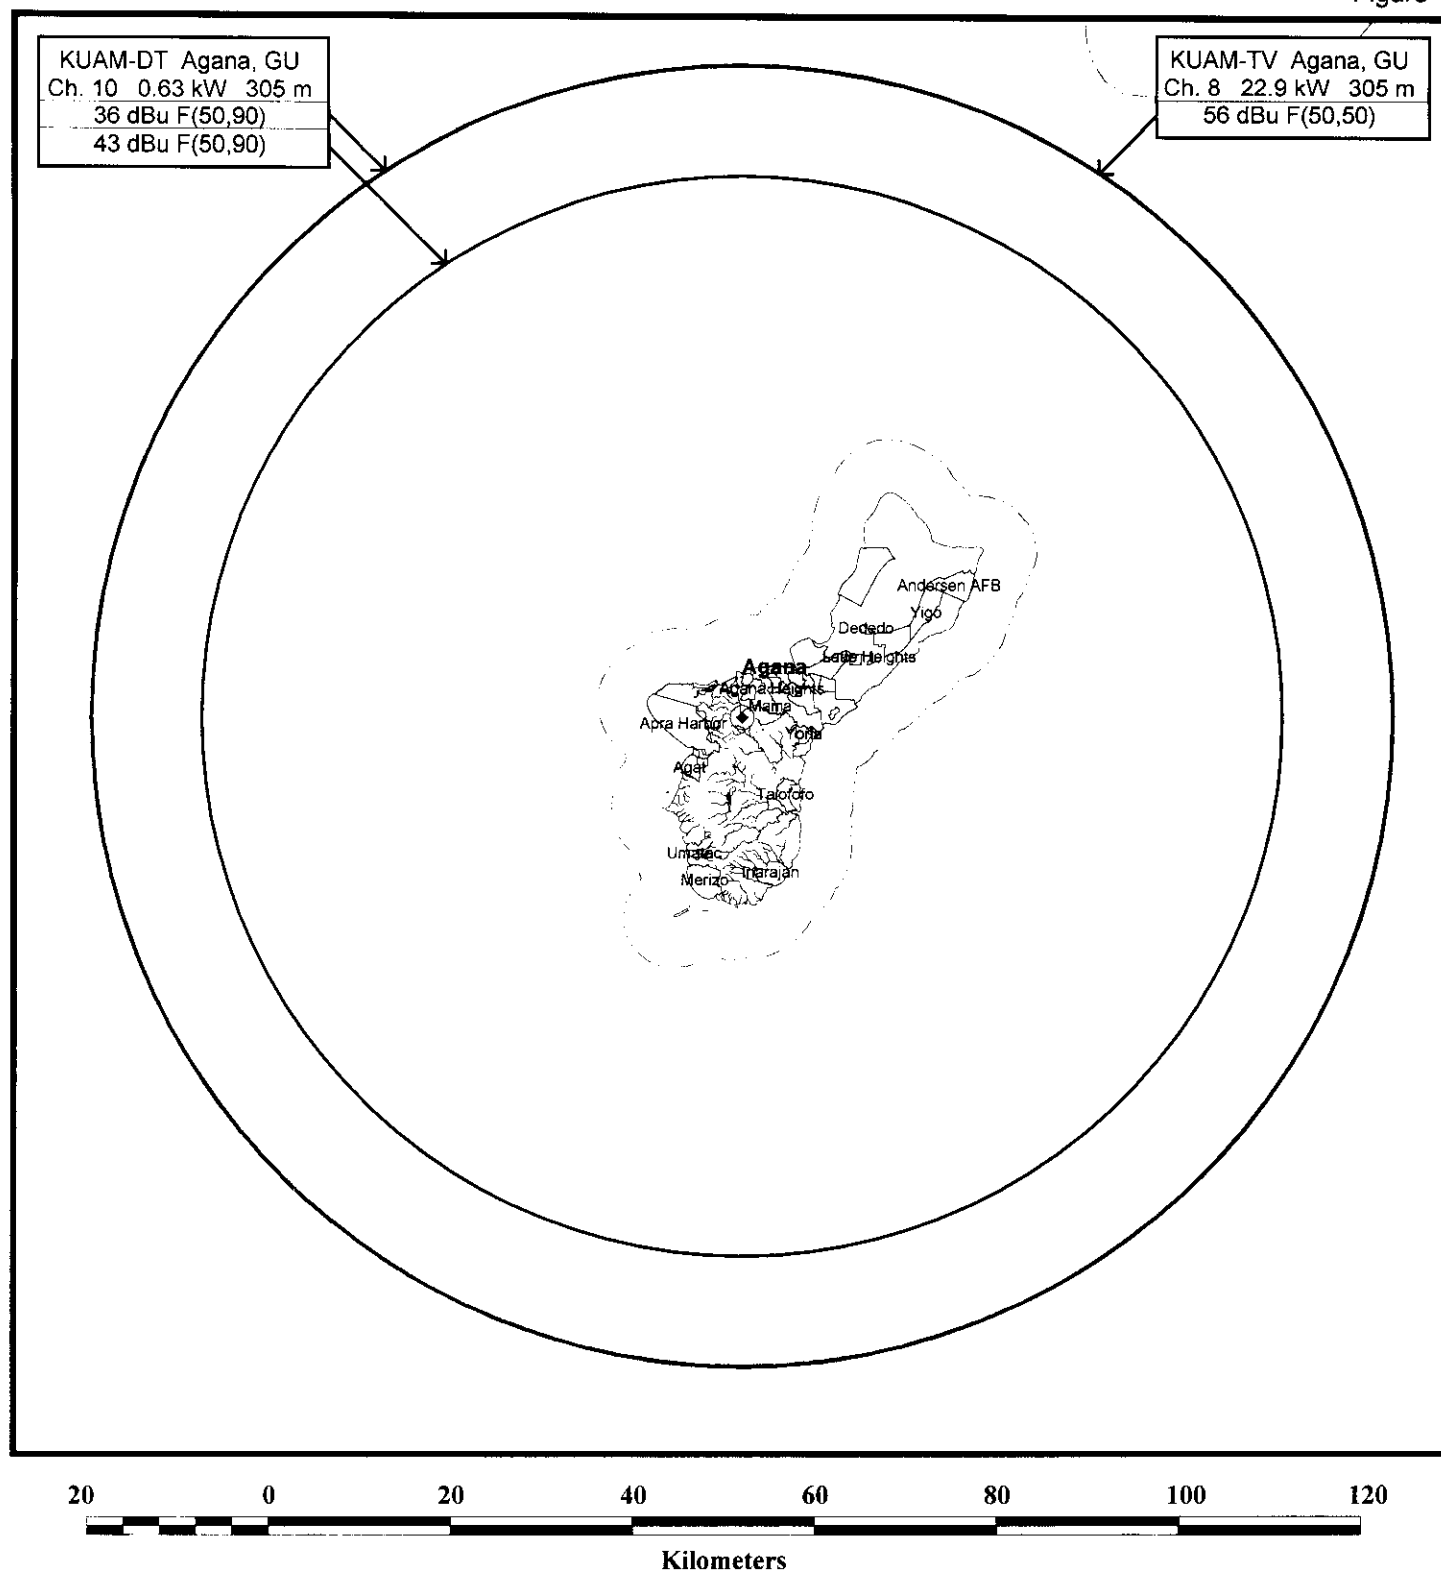 Figure
KUAM-DT Agana, GU
Ch. 10 0.63 kW 305 m
36 dBu F(50,90)
43 dBu F(50,90)
KUAM-TV Agana, GU
Ch. 8 22.9 kW 305 m
56 dBu F(50,50)
Andersen AFB
Yigo
Dededo
Heights
Agana
Agana Heights
Apra Harbor
Yona
Agat
Talofofo
Umatac
Merizo
Inarajan
20 0 20 40 60 80 100 120
Kilometers